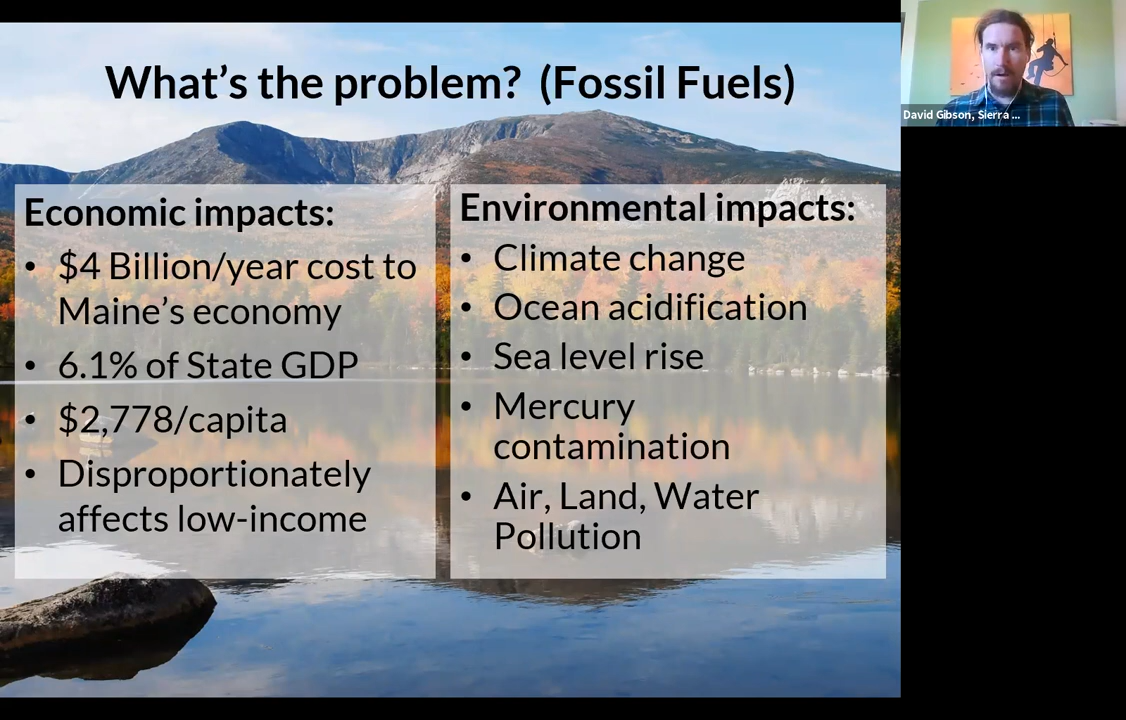 What's the problem? (Fossil Fuels)
Economic impacts:
• $4 Billion/year cost to
Maine's economy
• 6.1% of State GDP
• $2,778/capita
• Disproportionately
affects low-income
Environmental impacts:
• Climate change
• Ocean acidification
• Sea level rise
• Mercury
contamination
• Air, Land, Water
Pollution
David Gibson, Sierra ...